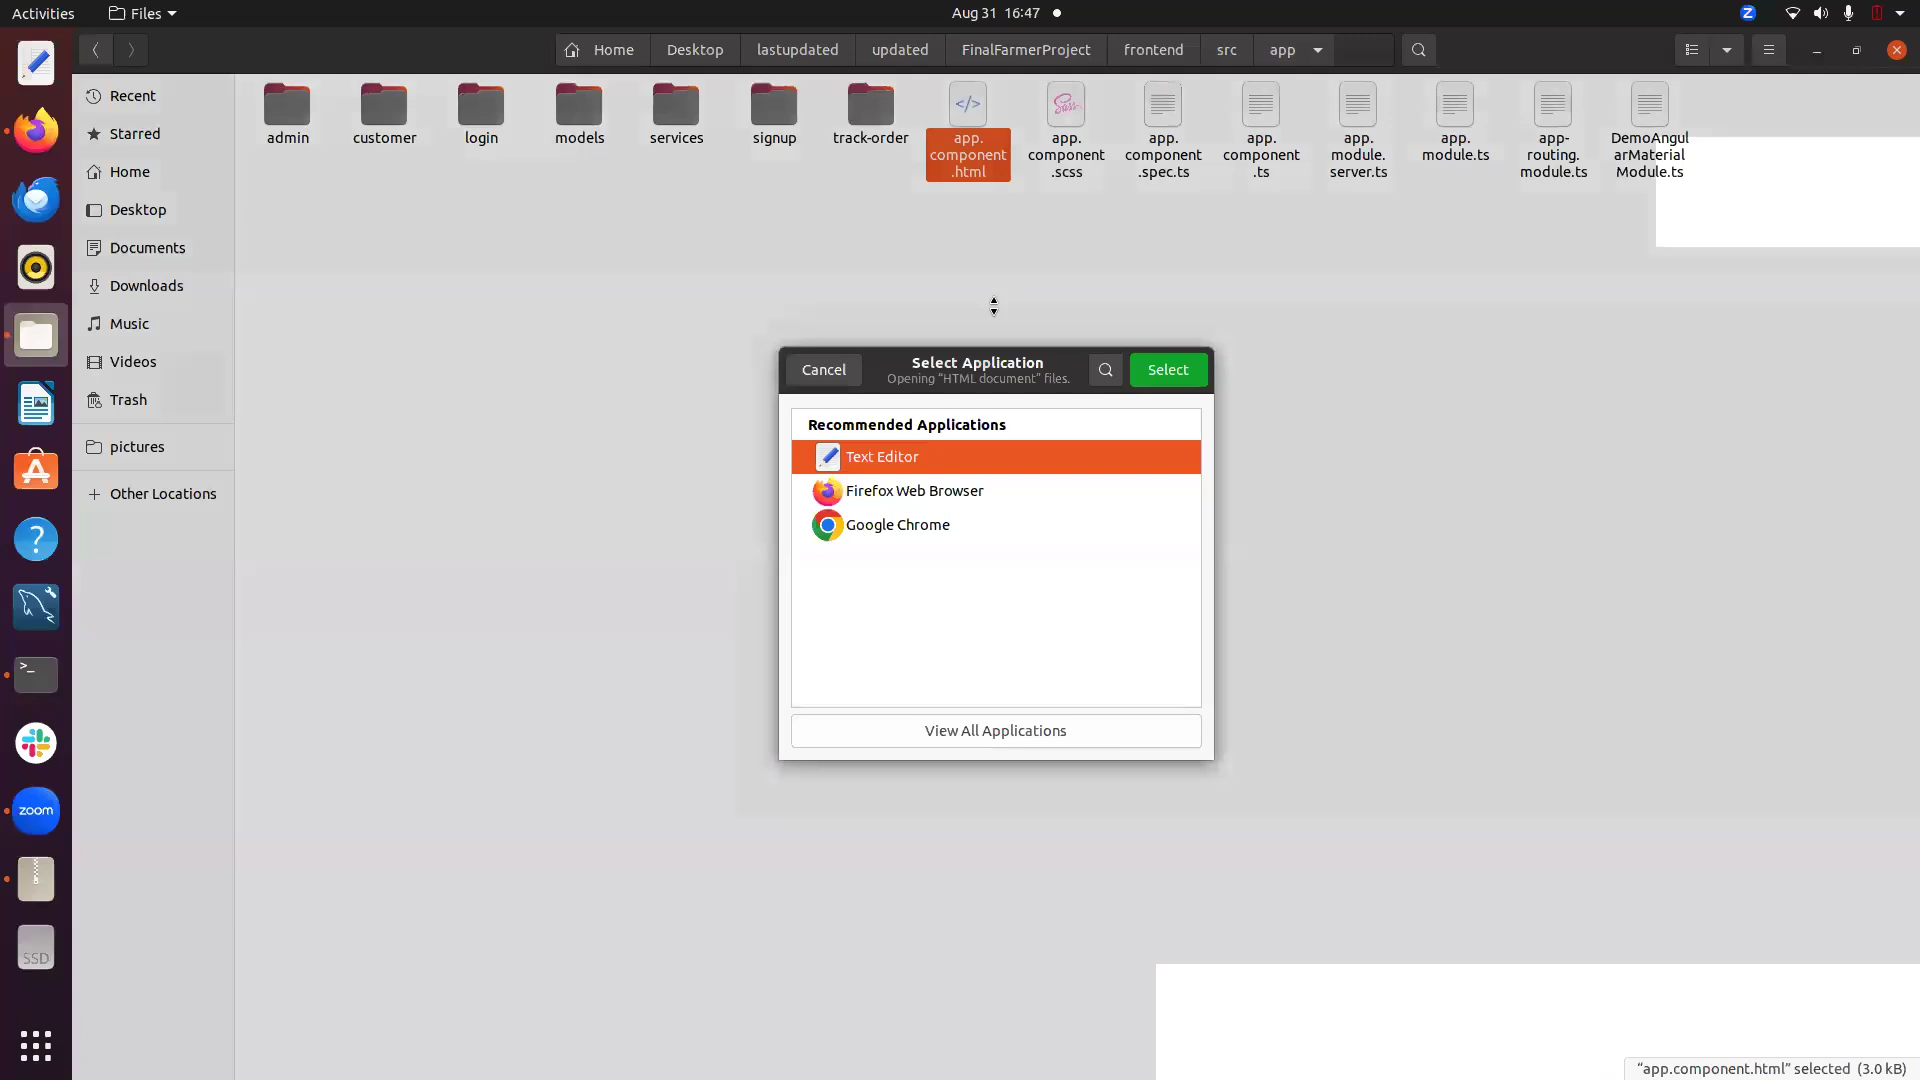 Activities
Files
Aug 31 16:47
Z
Home
Desktop
lastupdated
updated
FinalFarmerProject
frontend
src
app
Recent
Starred
Home
Desktop
Documents
Downloads
Music
Videos
Trash
pictures
Other Locations
admin
customer
login
models
services
signup
track-order
</>
app.
component
.html
Sass
app.
component
.scss
app.
component
.spec.ts
app.
component
.ts
app.
module.
server.ts
app.
module.ts
app-
routing.
module.ts
DemoAngul
arMaterial
Module.ts
Cancel
Select Application
Opening “HTML document” files.
Select
Recommended Applications
Text Editor
Firefox Web Browser
Google Chrome
View All Applications
?
>_
zoom
SSD
“app.component.html” selected (3.0 kB)